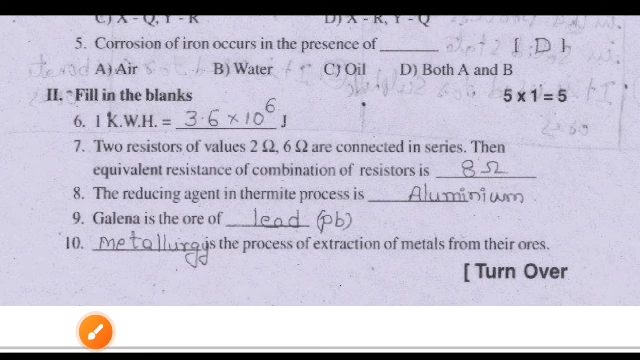 C) X - Q, Y - R D) X - R, Y - Q
5. Corrosion of iron occurs in the presence of ________ [ D ]
A) Air B) Water C) Oil D) Both A and B
II. Fill in the blanks 5 x 1 = 5
6. 1 K.W.H. = 3.6 × 10⁶ J
7. Two resistors of values 2 Ω, 6 Ω are connected in series. Then
equivalent resistance of combination of resistors is 8Ω
8. The reducing agent in thermite process is Aluminium
9. Galena is the ore of lead (pb)
10. metallurgy is the process of extraction of metals from their ores.
[ Turn Over